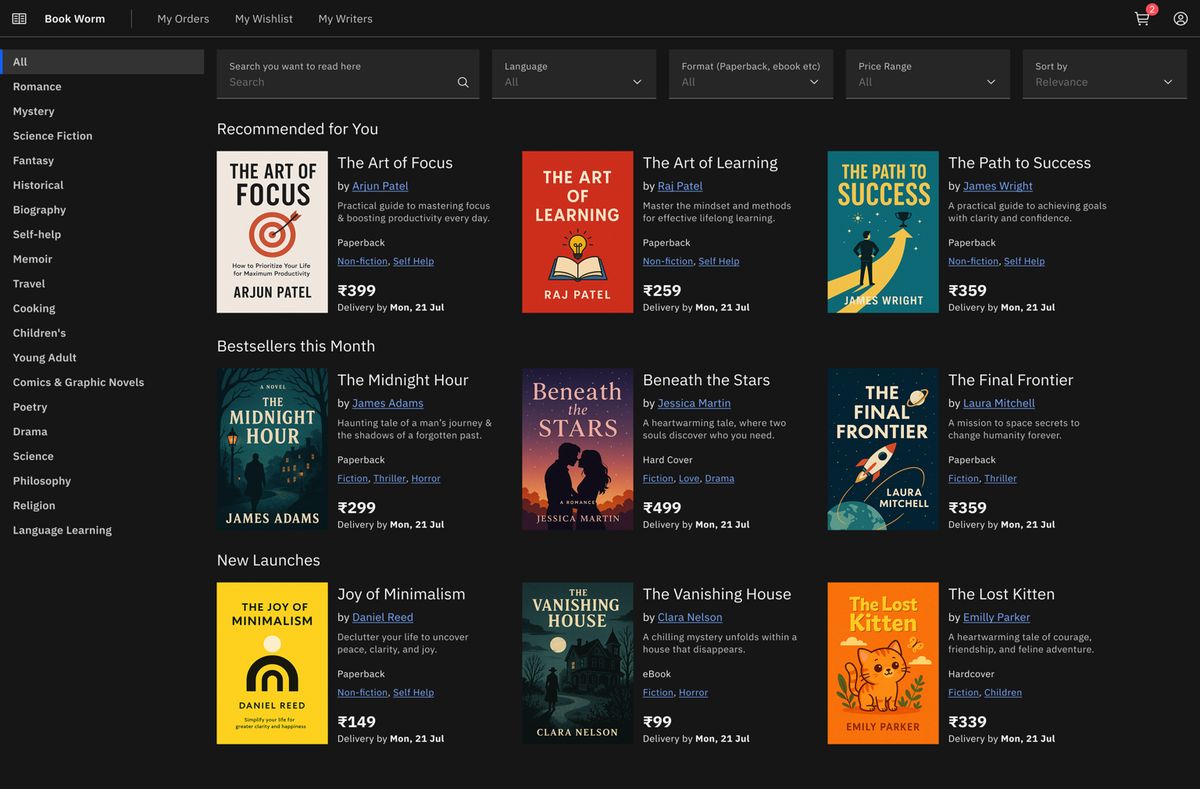 Book Worm
My Orders
My Wishlist
My Writers
2
All
Romance
Mystery
Science Fiction
Fantasy
Historical
Biography
Self-help
Memoir
Travel
Cooking
Children's
Young Adult
Comics & Graphic Novels
Poetry
Drama
Science
Philosophy
Religion
Language Learning
Search you want to read here
Search
Language
All
Format (Paperback, ebook etc)
All
Price Range
All
Sort by
Relevance
Recommended for You
THE ART OF
FOCUS
How to Prioritize Your Life
for Maximum Productivity
ARJUN PATEL
The Art of Focus
by Arjun Patel
Practical guide to mastering focus
& boosting productivity every day.
Paperback
Non-fiction, Self Help
₹399
Delivery by Mon, 21 Jul
THE ART
OF
LEARNING
RAJ PATEL
The Art of Learning
by Raj Patel
Master the mindset and methods
for effective lifelong learning.
Paperback
Non-fiction, Self Help
₹259
Delivery by Mon, 21 Jul
THE PATH TO
SUCCESS
JAMES WRIGHT
The Path to Success
by James Wright
A practical guide to achieving goals
with clarity and confidence.
Paperback
Non-fiction, Self Help
₹359
Delivery by Mon, 21 Jul
Bestsellers this Month
A NOVEL
THE
MIDNIGHT
HOUR
JAMES ADAMS
The Midnight Hour
by James Adams
Haunting tale of a man's journey &
the shadows of a forgotten past.
Paperback
Fiction, Thriller, Horror
₹299
Delivery by Mon, 21 Jul
Beneath
the
STARS
A ROMANCE
JESSICA MARTIN
Beneath the Stars
by Jessica Martin
A heartwarming tale, where two
souls discover who you need.
Hard Cover
Fiction, Love, Drama
₹499
Delivery by Mon, 21 Jul
THE
FINAL
FRONTIER
LAURA
MITCHELL
The Final Frontier
by Laura Mitchell
A mission to space secrets to
change humanity forever.
Paperback
Fiction, Thriller
₹359
Delivery by Mon, 21 Jul
New Launches
THE JOY OF
MINIMALISM
DANIEL REED
Simplify your life for
greater clarity and happiness
Joy of Minimalism
by Daniel Reed
Declutter your life to uncover
peace, clarity, and joy.
Paperback
Non-fiction, Self Help
₹149
Delivery by Mon, 21 Jul
THE
VANISHING
HOUSE
CLARA NELSON
The Vanishing House
by Clara Nelson
A chilling mystery unfolds within a
house that disappears.
eBook
Fiction, Horror
₹99
Delivery by Mon, 21 Jul
The Lost
Kitten
EMILY PARKER
The Lost Kitten
by Emilly Parker
A heartwarming tale of courage,
friendship, and feline adventure.
Hardcover
Fiction, Children
₹339
Delivery by Mon, 21 Jul